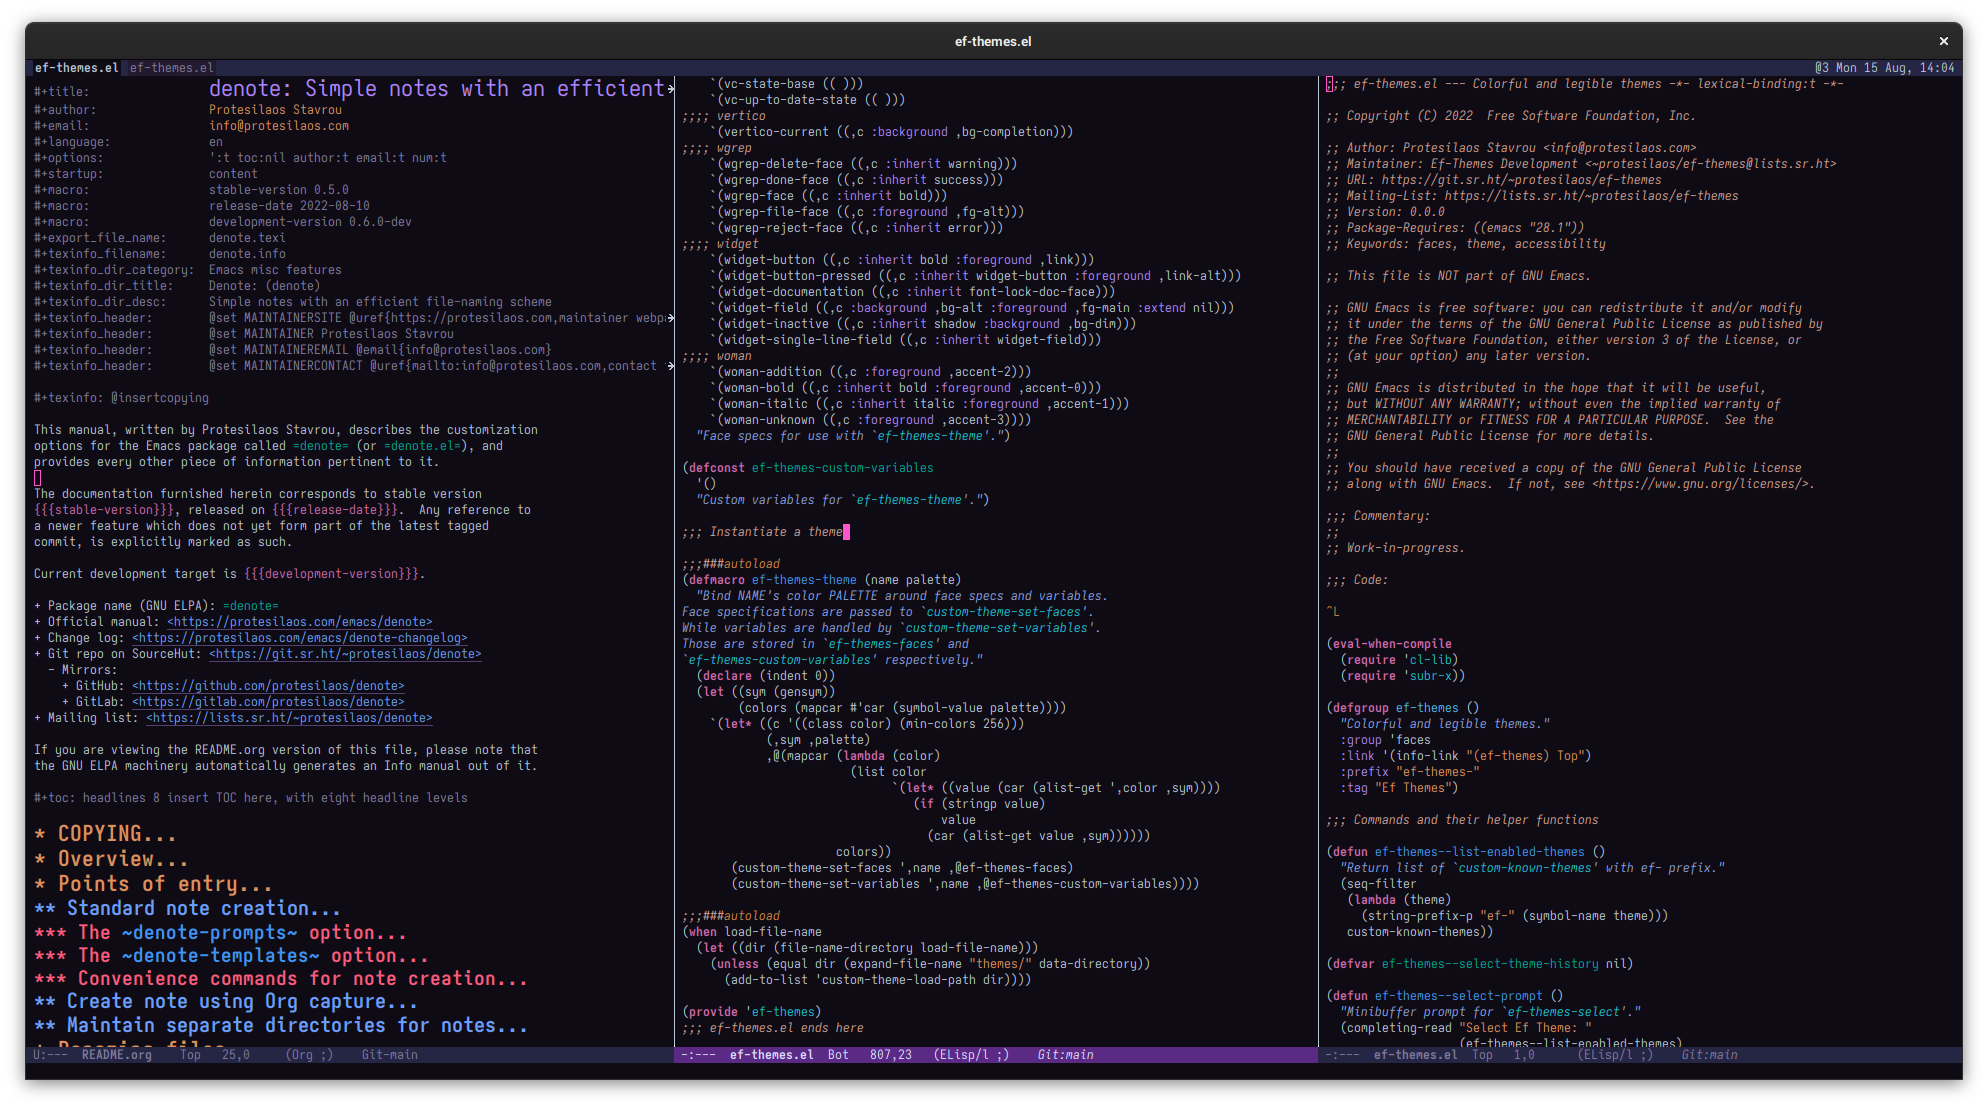 ef-themes.el
ef-themes.el ef-themes.el
@3 Mon 15 Aug, 14:04
#+title: denote: Simple notes with an efficient
#+author: Protesilaos Stavrou
#+email: info@protesilaos.com
#+language: en
#+options: ':t toc:nil author:t email:t num:t
#+startup: content
#+macro: stable-version 0.5.0
#+macro: release-date 2022-08-10
#+macro: development-version 0.6.0-dev
#+export_file_name: denote.texi
#+texinfo_filename: denote.info
#+texinfo_dir_category: Emacs misc features
#+texinfo_dir_title: Denote: (denote)
#+texinfo_dir_desc: Simple notes with an efficient file-naming scheme
#+texinfo_header: @set MAINTAINERSITE @uref{https://protesilaos.com,maintainer webp
#+texinfo_header: @set MAINTAINER Protesilaos Stavrou
#+texinfo_header: @set MAINTAINEREMAIL @email{info@protesilaos.com}
#+texinfo_header: @set MAINTAINERCONTACT @uref{mailto:info@protesilaos.com,contact

#+texinfo: @insertcopying

This manual, written by Protesilaos Stavrou, describes the customization
options for the Emacs package called =denote= (or =denote.el=), and
provides every other piece of information pertinent to it.

The documentation furnished herein corresponds to stable version
{{{stable-version}}}, released on {{{release-date}}}.  Any reference to
a newer feature which does not yet form part of the latest tagged
commit, is explicitly marked as such.

Current development target is {{{development-version}}}.

+ Package name (GNU ELPA): =denote=
+ Official manual: <https://protesilaos.com/emacs/denote>
+ Change log: <https://protesilaos.com/emacs/denote-changelog>
+ Git repo on SourceHut: <https://git.sr.ht/~protesilaos/denote>
  - Mirrors:
    + GitHub: <https://github.com/protesilaos/denote>
    + GitLab: <https://gitlab.com/protesilaos/denote>
+ Mailing list: <https://lists.sr.ht/~protesilaos/denote>

If you are viewing the README.org version of this file, please note that
the GNU ELPA machinery automatically generates an Info manual out of it.

#+toc: headlines 8 insert TOC here, with eight headline levels

* COPYING...
* Overview...
* Points of entry...
** Standard note creation...
*** The ~denote-prompts~ option...
*** The ~denote-templates~ option...
*** Convenience commands for note creation...
** Create note using Org capture...
** Maintain separate directories for notes...
* Renaming files
U:---  README.org    Top   25,0     (Org ;)    Git-main
    `(vc-state-base (( )))
    `(vc-up-to-date-state (( )))
;;;; vertico
    `(vertico-current ((,c :background ,bg-completion)))
;;;; wgrep
    `(wgrep-delete-face ((,c :inherit warning)))
    `(wgrep-done-face ((,c :inherit success)))
    `(wgrep-face ((,c :inherit bold)))
    `(wgrep-file-face ((,c :foreground ,fg-alt)))
    `(wgrep-reject-face ((,c :inherit error)))
;;;; widget
    `(widget-button ((,c :inherit bold :foreground ,link)))
    `(widget-button-pressed ((,c :inherit widget-button :foreground ,link-alt)))
    `(widget-documentation ((,c :inherit font-lock-doc-face)))
    `(widget-field ((,c :background ,bg-alt :foreground ,fg-main :extend nil)))
    `(widget-inactive ((,c :inherit shadow :background ,bg-dim)))
    `(widget-single-line-field ((,c :inherit widget-field)))
;;;; woman
    `(woman-addition ((,c :foreground ,accent-2)))
    `(woman-bold ((,c :inherit bold :foreground ,accent-0)))
    `(woman-italic ((,c :inherit italic :foreground ,accent-1)))
    `(woman-unknown ((,c :foreground ,accent-3))))
  "Face specs for use with `ef-themes-theme'.")

(defconst ef-themes-custom-variables
  '()
  "Custom variables for `ef-themes-theme'.")

;;; Instantiate a theme

;;;###autoload
(defmacro ef-themes-theme (name palette)
  "Bind NAME's color PALETTE around face specs and variables.
Face specifications are passed to `custom-theme-set-faces'.
While variables are handled by `custom-theme-set-variables'.
Those are stored in `ef-themes-faces' and
`ef-themes-custom-variables' respectively."
  (declare (indent 0))
  (let ((sym (gensym))
        (colors (mapcar #'car (symbol-value palette))))
    `(let* ((c '((class color) (min-colors 256)))
            (,sym ,palette)
            ,@(mapcar (lambda (color)
                        (list color
                              `(let* ((value (car (alist-get ',color ,sym))))
                                 (if (stringp value)
                                     value
                                   (car (alist-get value ,sym))))))
                      colors))
       (custom-theme-set-faces ',name ,@ef-themes-faces)
       (custom-theme-set-variables ',name ,@ef-themes-custom-variables))))

;;;###autoload
(when load-file-name
  (let ((dir (file-name-directory load-file-name)))
    (unless (equal dir (expand-file-name "themes/" data-directory))
      (add-to-list 'custom-theme-load-path dir))))

(provide 'ef-themes)
;;; ef-themes.el ends here
-:---  ef-themes.el  Bot   807,23   (ELisp/l ;)    Git:main
;;; ef-themes.el --- Colorful and legible themes -*- lexical-binding:t -*-

;; Copyright (C) 2022  Free Software Foundation, Inc.

;; Author: Protesilaos Stavrou <info@protesilaos.com>
;; Maintainer: Ef-Themes Development <~protesilaos/ef-themes@lists.sr.ht>
;; URL: https://git.sr.ht/~protesilaos/ef-themes
;; Mailing-List: https://lists.sr.ht/~protesilaos/ef-themes
;; Version: 0.0.0
;; Package-Requires: ((emacs "28.1"))
;; Keywords: faces, theme, accessibility

;; This file is NOT part of GNU Emacs.

;; GNU Emacs is free software: you can redistribute it and/or modify
;; it under the terms of the GNU General Public License as published by
;; the Free Software Foundation, either version 3 of the License, or
;; (at your option) any later version.
;;
;; GNU Emacs is distributed in the hope that it will be useful,
;; but WITHOUT ANY WARRANTY; without even the implied warranty of
;; MERCHANTABILITY or FITNESS FOR A PARTICULAR PURPOSE.  See the
;; GNU General Public License for more details.
;;
;; You should have received a copy of the GNU General Public License
;; along with GNU Emacs.  If not, see <https://www.gnu.org/licenses/>.

;;; Commentary:
;;
;; Work-in-progress.

;;; Code:

^L

(eval-when-compile
  (require 'cl-lib)
  (require 'subr-x))

(defgroup ef-themes ()
  "Colorful and legible themes."
  :group 'faces
  :link '(info-link "(ef-themes) Top")
  :prefix "ef-themes-"
  :tag "Ef Themes")

;;; Commands and their helper functions

(defun ef-themes--list-enabled-themes ()
  "Return list of `custom-known-themes' with ef- prefix."
  (seq-filter
   (lambda (theme)
     (string-prefix-p "ef-" (symbol-name theme)))
   custom-known-themes))

(defvar ef-themes--select-theme-history nil)

(defun ef-themes--select-prompt ()
  "Minibuffer prompt for `ef-themes-select'."
  (completing-read "Select Ef Theme: "
                   (ef-themes--list-enabled-themes)
-:---  ef-themes.el  Top   1,0      (ELisp/l ;)    Git:main